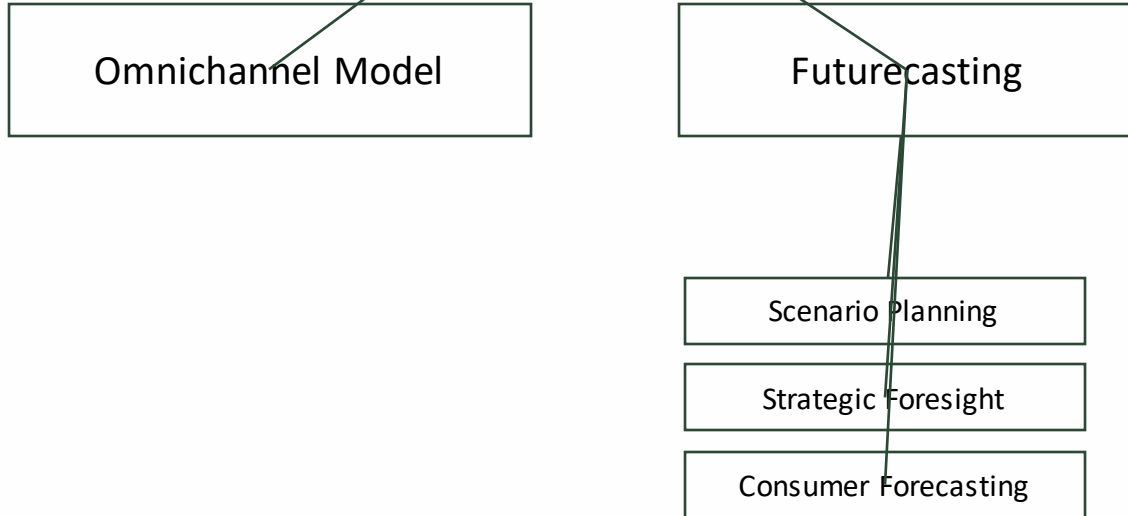 Omnichannel Model
Futurecasting
Scenario Planning
Strategic Foresight
Consumer Forecasting